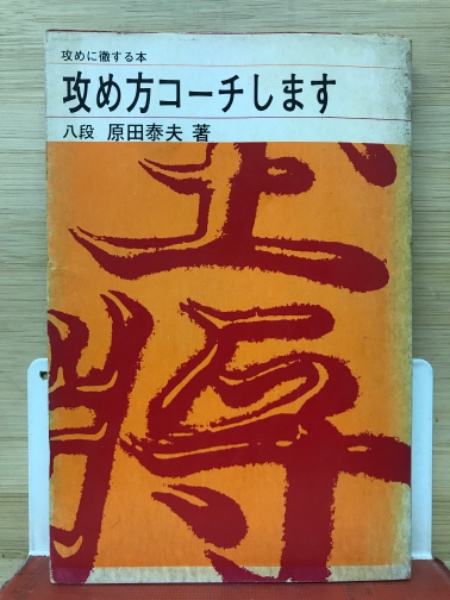 攻めに徹する本
攻め方コーチします
八段 原田泰夫 著
玉
將